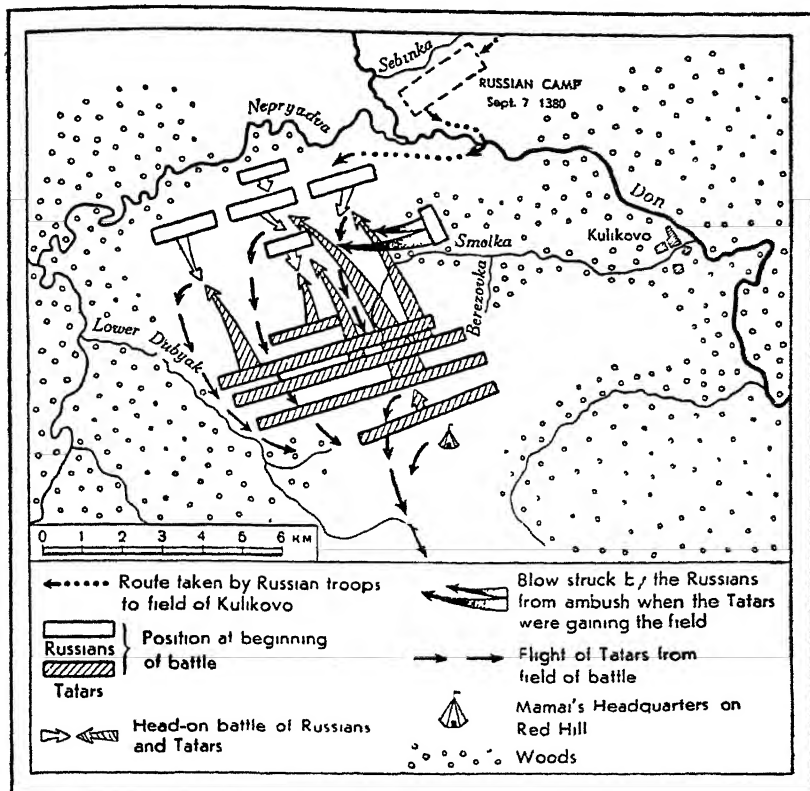 Sebinka
RUSSIAN CAMP
Sept. 7 1380
Nepryadva
Don
Kulikovo
Smolka
Berezovka
Lower Dubyak
0 1 2 3 4 5 6 KM
Route taken by Russian troops
to field of Kulikovo
Russians
Tatars
Position at beginning
of battle
Head-on battle of Russians
and Tatars
Blow struck by the Russians
from ambush when the Tatars
were gaining the field
Flight of Tatars from
field of battle
Mamai's Headquarters on
Red Hill
Woods